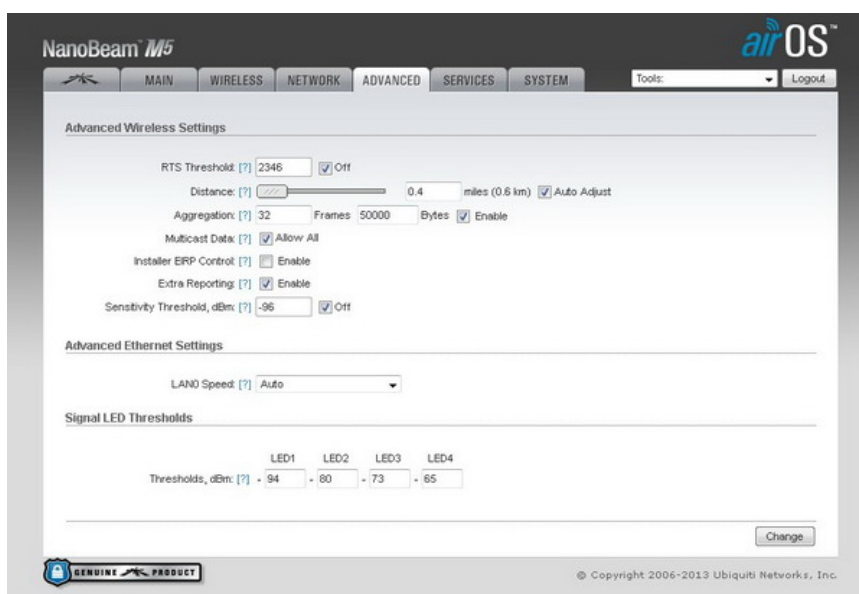 NanoBeam™ M5
airOS™
MAIN WIRELESS NETWORK ADVANCED SERVICES SYSTEM Tools: Logout
Advanced Wireless Settings
RTS Threshold: [?] 2346 Off
Distance: [?] 0.4 miles (0.6 km) Auto Adjust
Aggregation: [?] 32 Frames 50000 Bytes Enable
Multicast Data: [?] Allow All
Installer EIRP Control: [?] Enable
Extra Reporting: [?] Enable
Sensitivity Threshold, dBm: [?] -96 Off
Advanced Ethernet Settings
LAN0 Speed: [?] Auto
Signal LED Thresholds
LED1 LED2 LED3 LED4
Thresholds, dBm: [?] - 94 - 80 - 73 - 65
Change
GENUINE PRODUCT
© Copyright 2006-2013 Ubiquiti Networks, Inc.